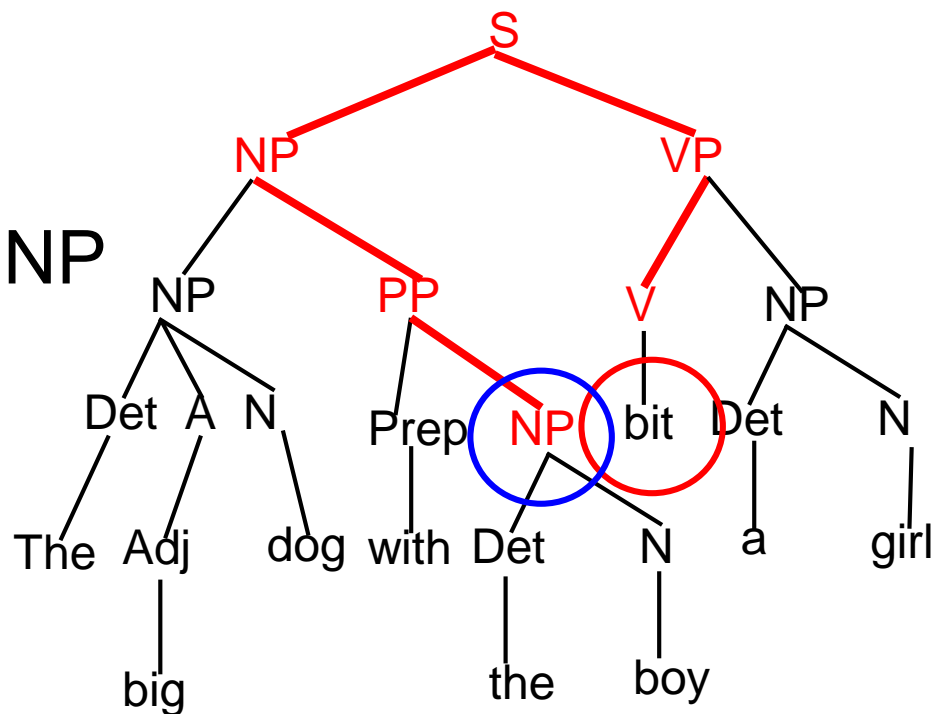 S
NP VP
NP
NP PP V NP
Det A N Prep NP bit Det N
The Adj dog with Det N a girl
big the boy